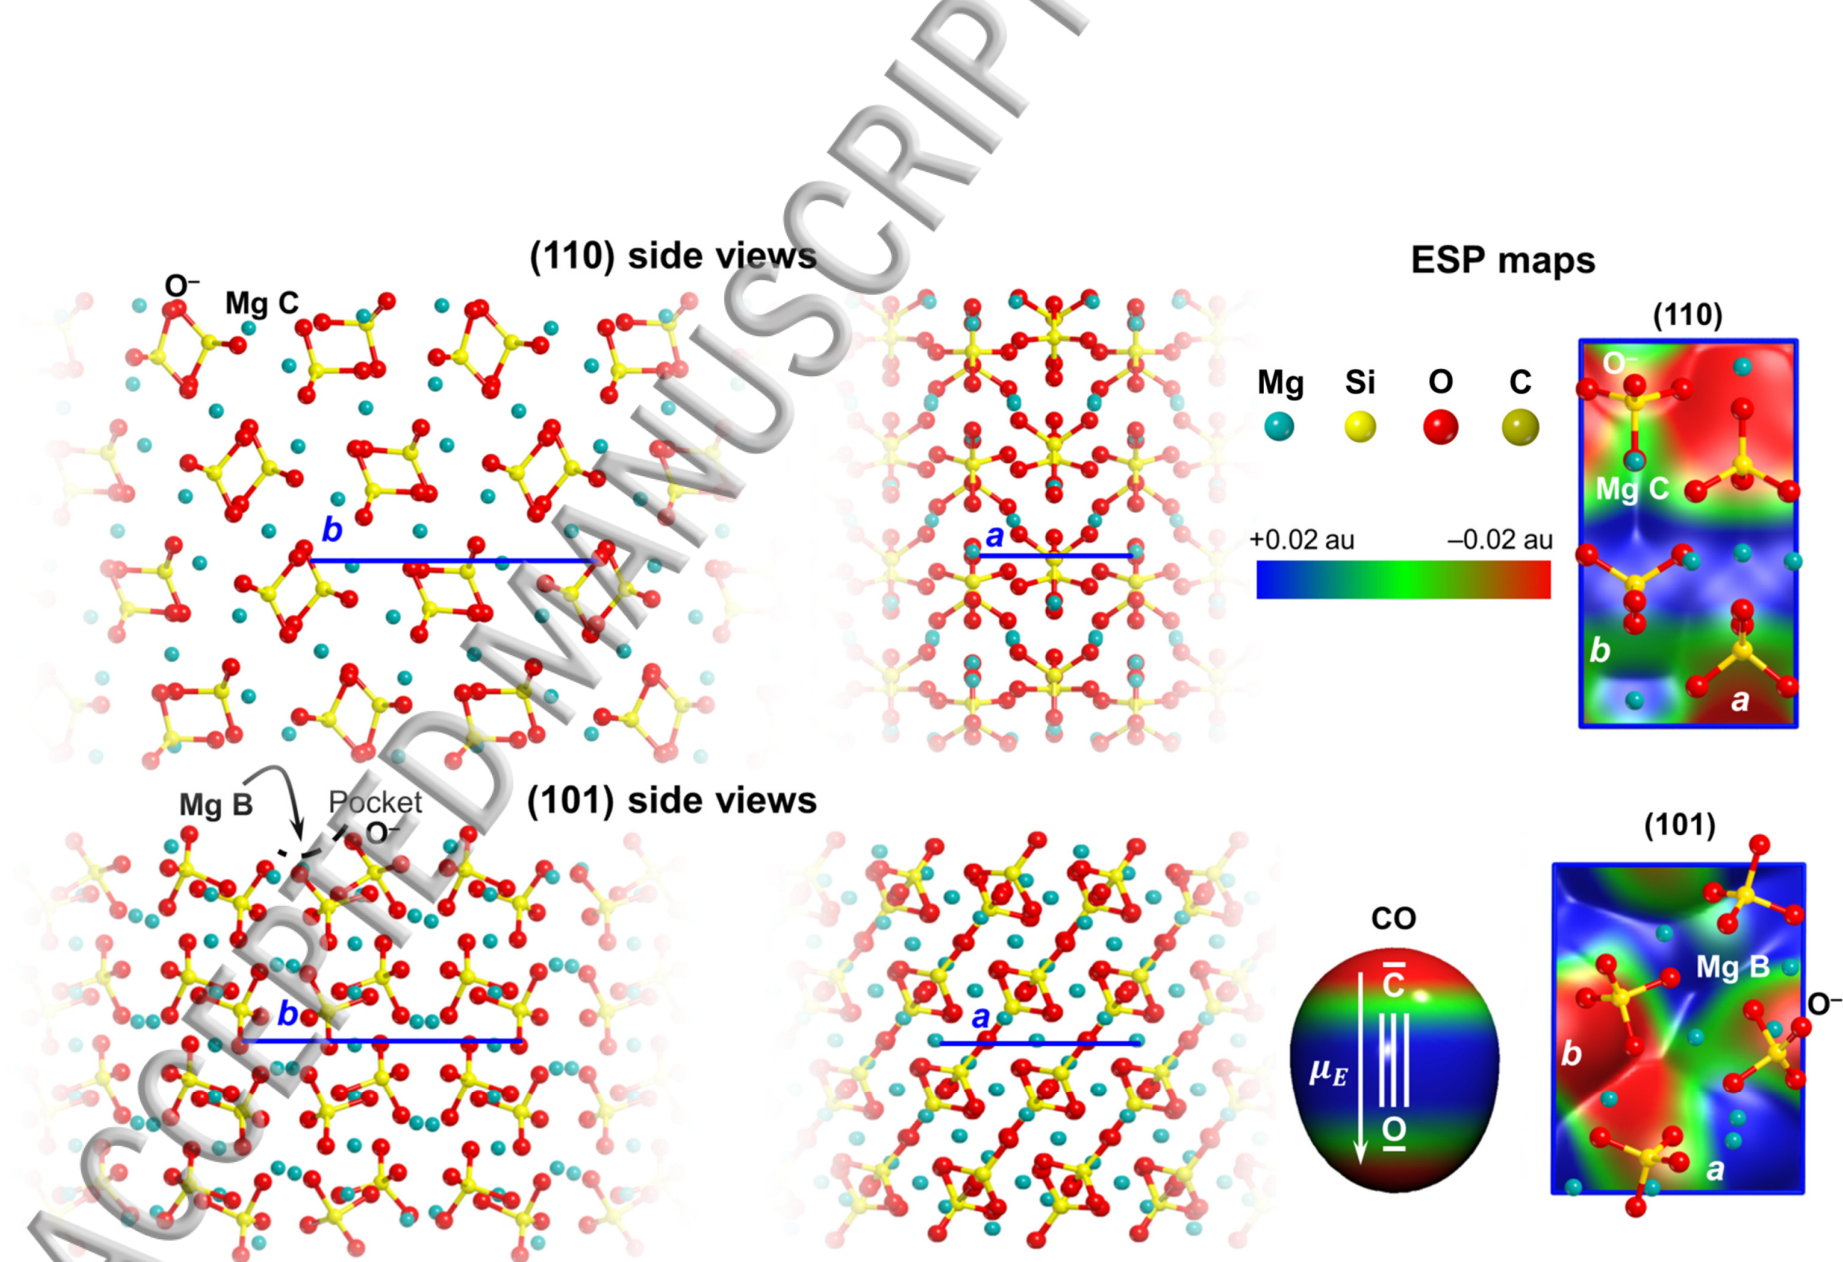 ACCEPTED MANUSCRIPT
(110) side views
ESP maps
O⁻
Mg C
(110)
O⁻
Mg C
b
a
Mg Si O C
+0.02 au –0.02 au
b
a
Mg B
Pocket
O⁻
(101) side views
b
a
CO
C
O
μE
(101)
Mg B
O⁻
b
a